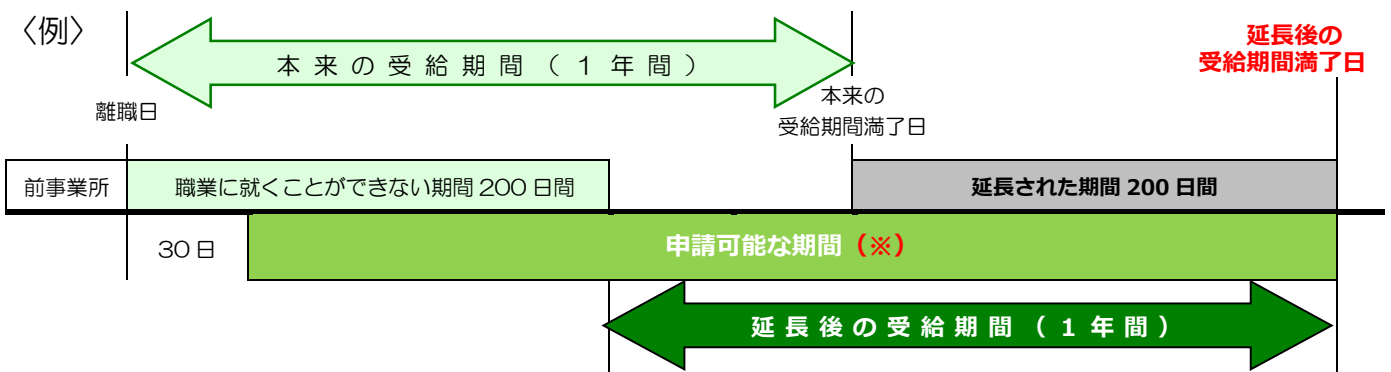 〈例〉
本来の受給期間（１年間）
延長後の
受給期間満了日
離職日
本来の
受給期間満了日
前事業所
職業に就くことができない期間 200 日間
延長された期間 200 日間
30 日
申請可能な期間（※）
延長後の受給期間（１年間）